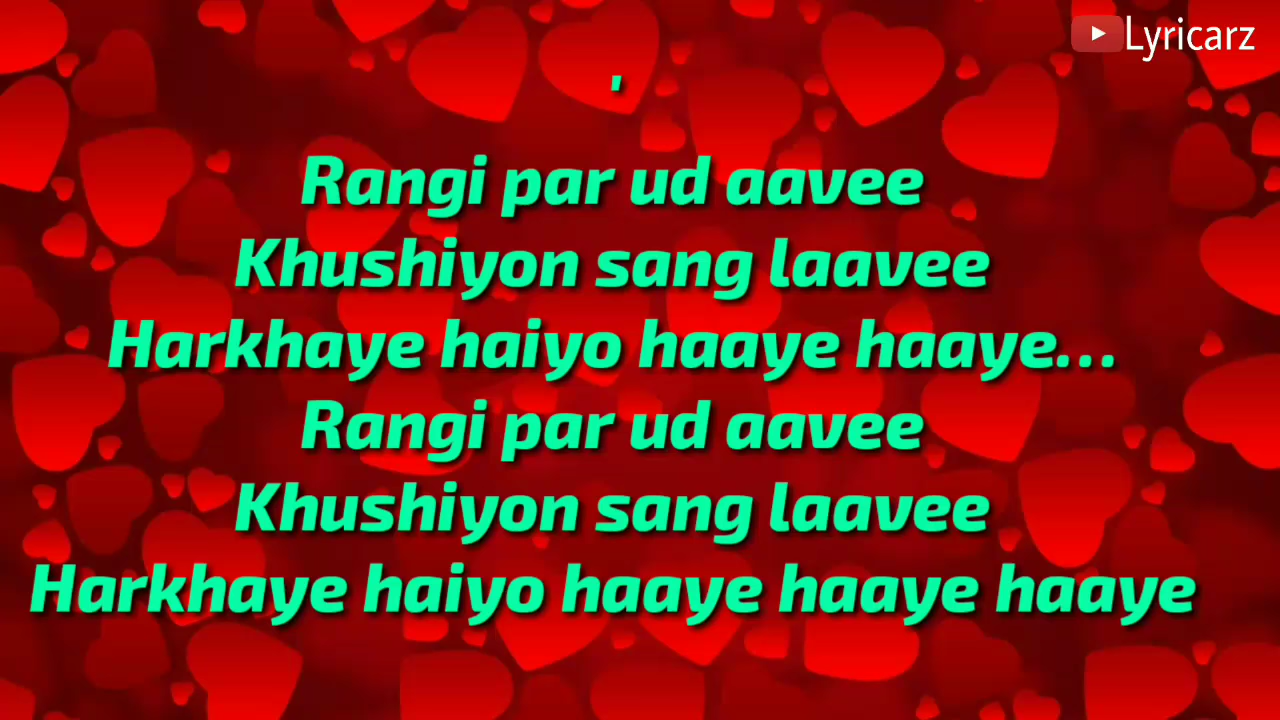 Lyricarz
'
Rangi par ud aavee
Khushiyon sang laavee
Harkhaye haiyo haaye haaye...
Rangi par ud aavee
Khushiyon sang laavee
Harkhaye haiyo haaye haaye haaye